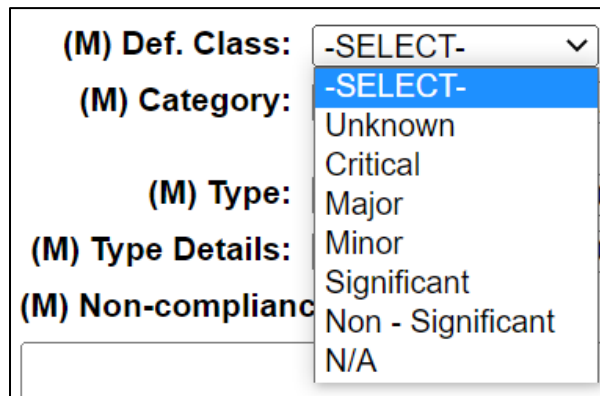 (M) Def. Class: -SELECT-
-SELECT-
(M) Category:
Unknown
Critical
(M) Type:
Major
Minor
(M) Type Details:
Significant
(M) Non-complianc
Non - Significant
N/A